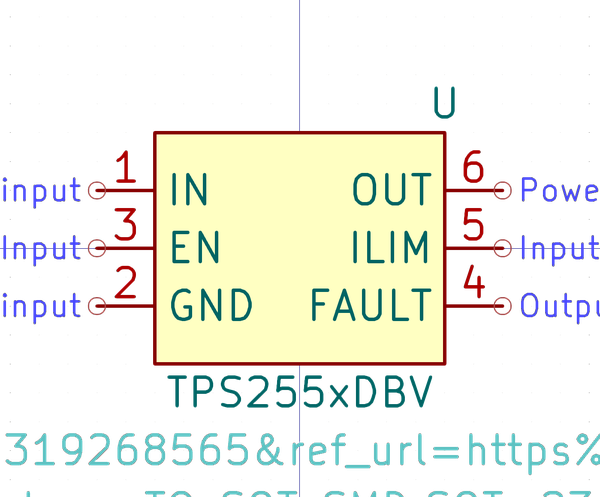 U
1 6
input IN OUT Powe
3 5
Input EN ILIM Input
2 4
input GND FAULT Outpu
TPS255xDBV
319268565&ref_url=https%